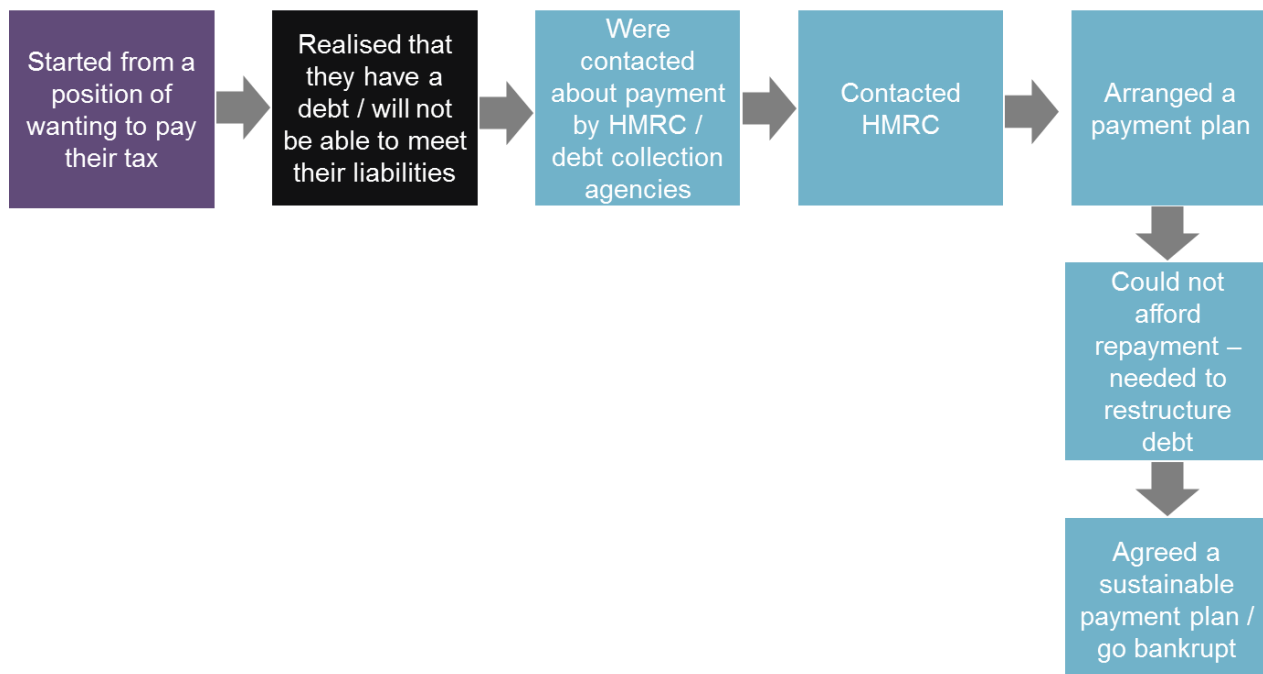 Started from a
position of
wanting to pay
their tax
Realised that
they have a
debt / will not
be able to meet
their liabilities
Were
contacted
about payment
by HMRC /
debt collection
agencies
Contacted
HMRC
Arranged a
payment plan
Could not
afford
repayment –
needed to
restructure
debt
Agreed a
sustainable
payment plan /
go bankrupt